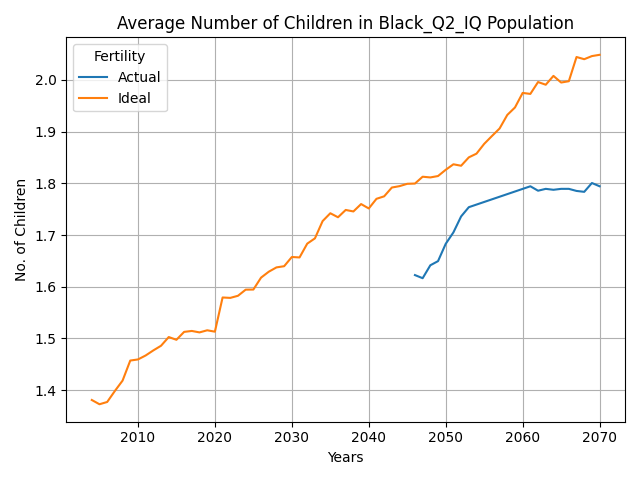 Average Number of Children in Black_Q2_IQ Population
Fertility
Actual
Ideal
No. of Children
2.0
1.9
1.8
1.7
1.6
1.5
1.4
2010 2020 2030 2040 2050 2060 2070
Years